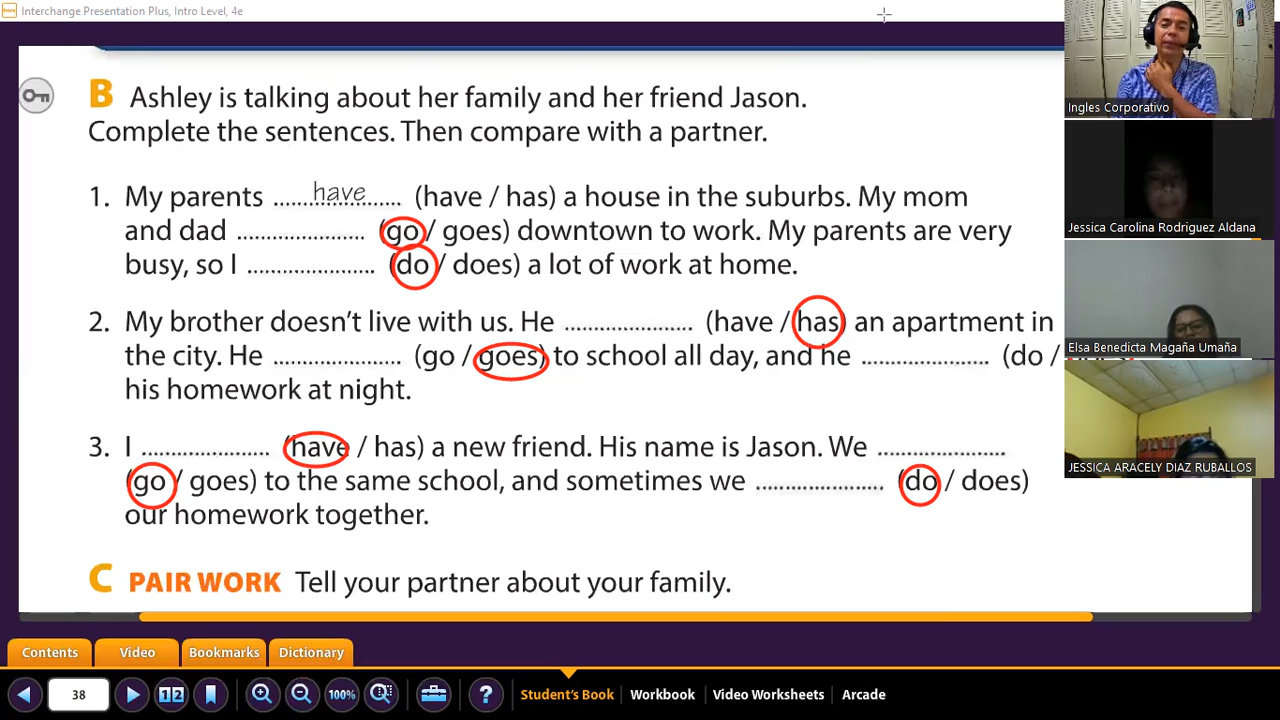 Interchange Presentation Plus, Intro Level, 4e
B Ashley is talking about her family and her friend Jason.
Complete the sentences. Then compare with a partner.
1. My parents have (have / has) a house in the suburbs. My mom
and dad .................... (go / goes) downtown to work. My parents are very
busy, so I .................... (do / does) a lot of work at home.
2. My brother doesn't live with us. He .................... (have / has) an apartment in
the city. He .................... (go / goes) to school all day, and he .................... (do /
his homework at night.
3. I .................... (have / has) a new friend. His name is Jason. We ....................
(go / goes) to the same school, and sometimes we .................... (do / does)
our homework together.
C PAIR WORK Tell your partner about your family.
Ingles Corporativo
Jessica Carolina Rodriguez Aldana
Elsa Benedicta Magaña Umaña
JESSICA ARACELY DIAZ RUBALLOS
Contents Video Bookmarks Dictionary
38 1 2 100% ? Student's Book Workbook Video Worksheets Arcade